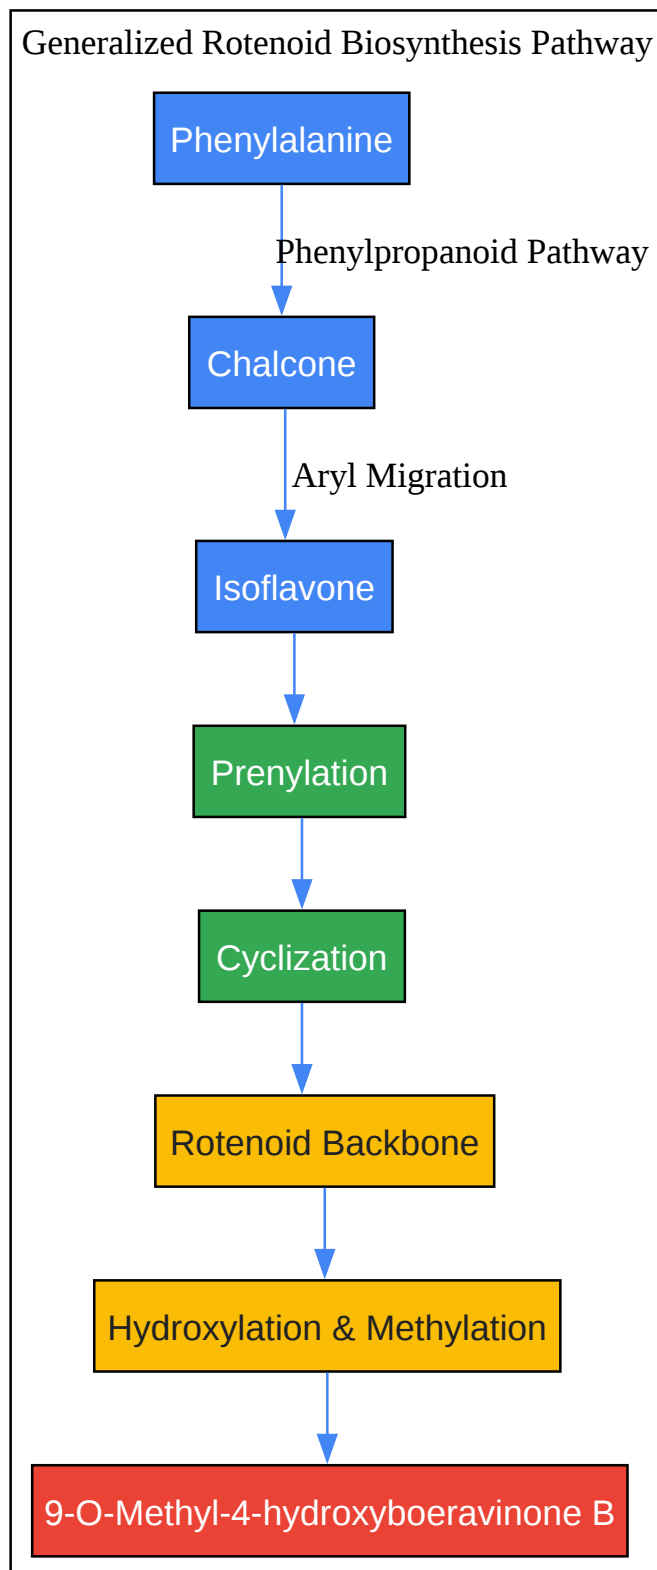 Generalized Rotenoid Biosynthesis Pathway
Phenylalanine
Phenylpropanoid Pathway
Chalcone
Aryl Migration
Isoflavone
Prenylation
Cyclization
Rotenoid Backbone
Hydroxylation & Methylation
9-O-Methyl-4-hydroxyboeravinone B